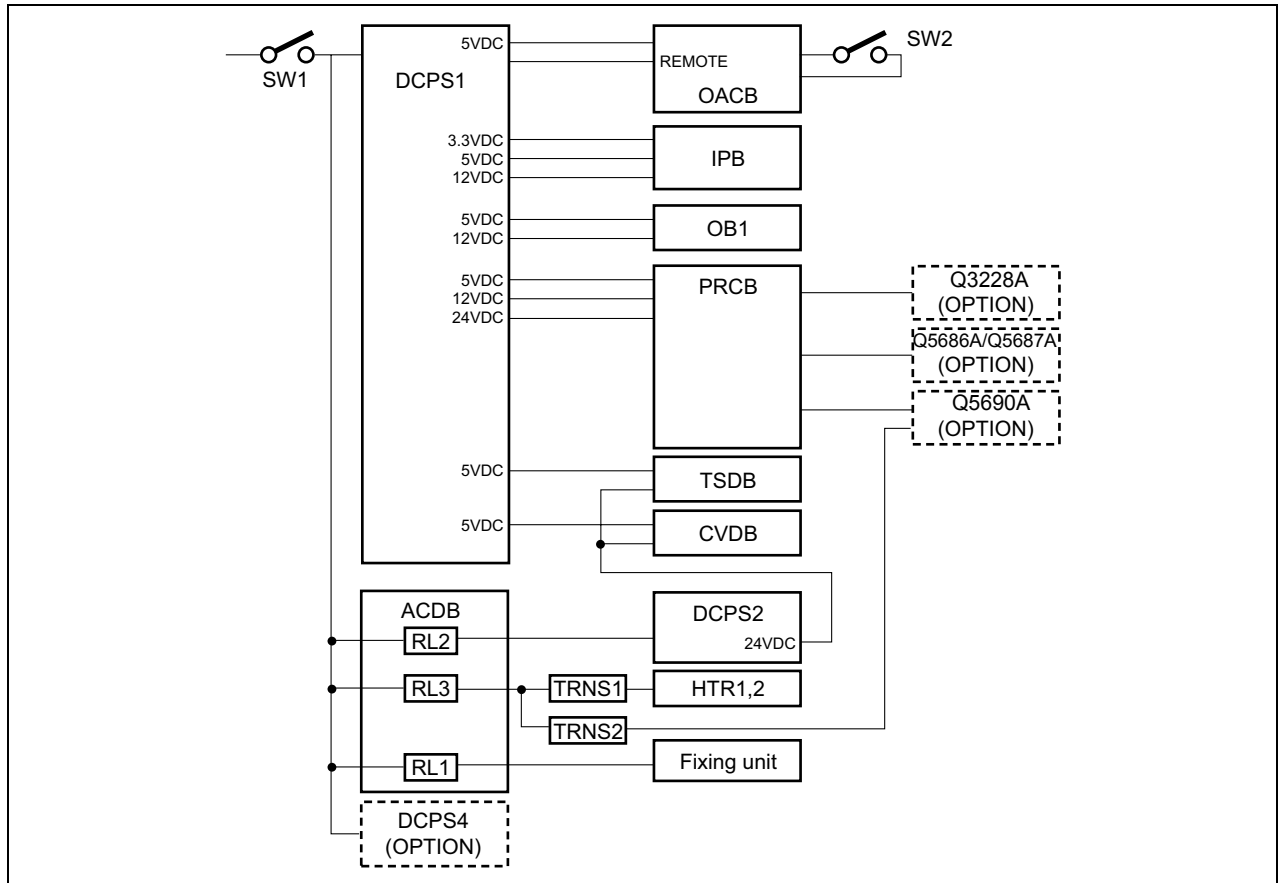 SW1
5VDC
DCPS1
REMOTE
OACB
SW2
3.3VDC
5VDC
12VDC
IPB
5VDC
12VDC
OB1
5VDC
12VDC
24VDC
PRCB
Q3228A
(OPTION)
Q5686A/Q5687A
(OPTION)
Q5690A
(OPTION)
5VDC
TSDB
5VDC
CVDB
ACDB
RL2
DCPS2
24VDC
RL3
TRNS1
HTR1,2
TRNS2
RL1
Fixing unit
DCPS4
(OPTION)